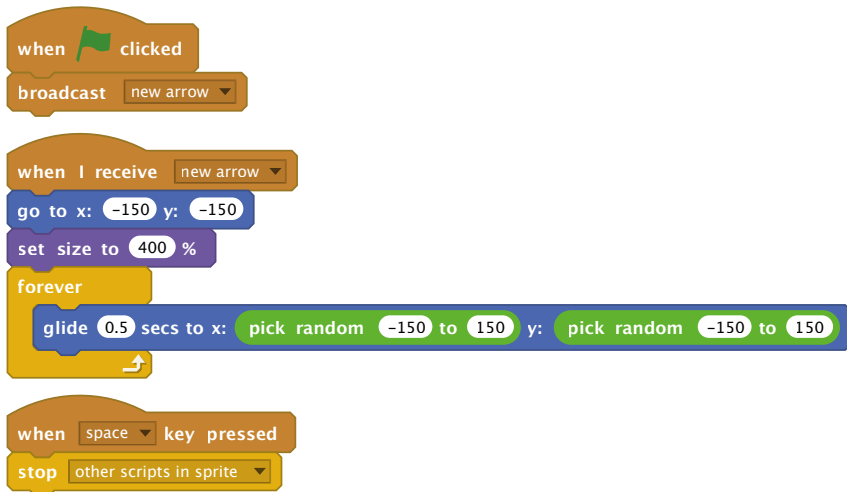 when clicked
broadcast new arrow
when I receive new arrow
go to x: -150 y: -150
set size to 400 %
forever
glide 0.5 secs to x: pick random -150 to 150 y: pick random -150 to 150
when space key pressed
stop other scripts in sprite